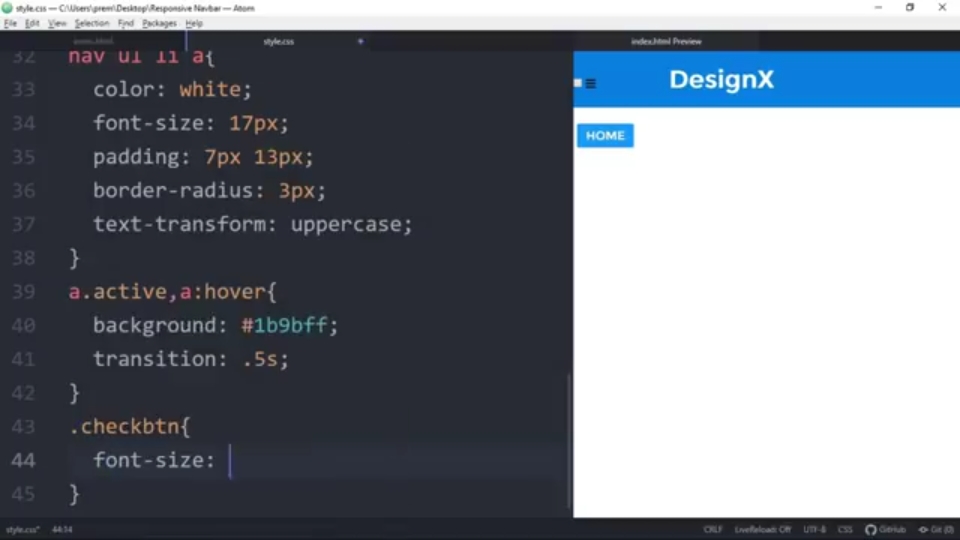 style.css — C:\Users\prem\Desktop\Responsive Navbar — Atom
File Edit View Selection Find Packages Help
index.html
style.css
index.html Preview
32 nav ul li a{
33 color: white;
34 font-size: 17px;
35 padding: 7px 13px;
36 border-radius: 3px;
37 text-transform: uppercase;
38 }
39 a.active,a:hover{
40 background: #1b9bff;
41 transition: .5s;
42 }
43 .checkbtn{
44 font-size:
45 }
DesignX
HOME
style.css* 44:14
CRLF LiveReload: Off UTF-8 CSS GitHub Git (0)